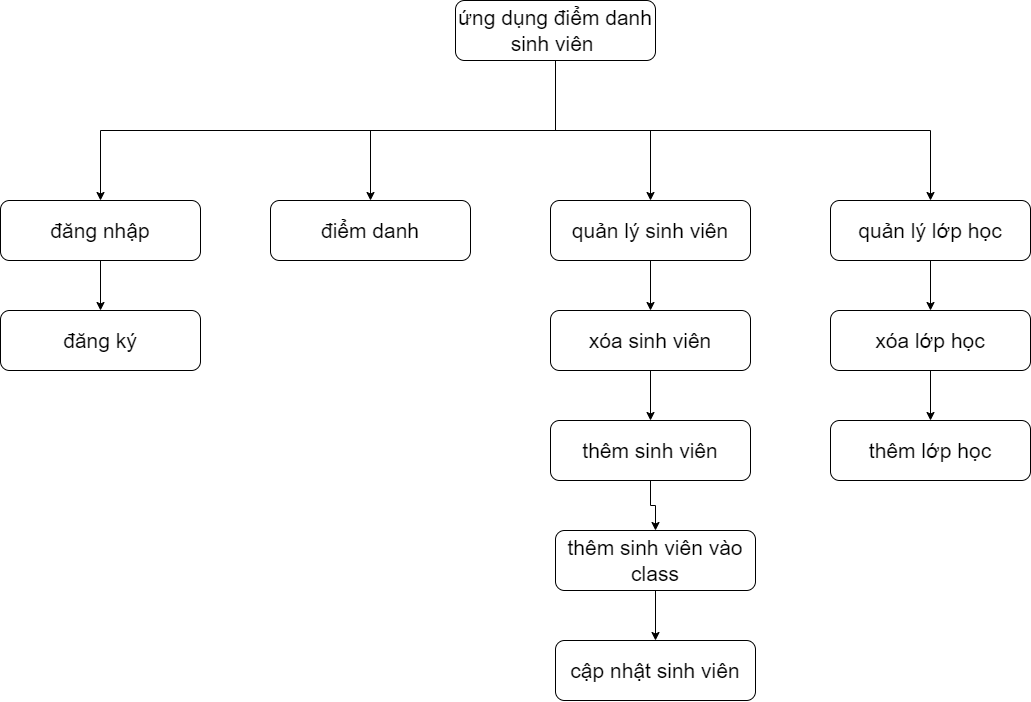 ứng dụng điểm danh
sinh viên
đăng nhập
điểm danh
quản lý sinh viên
quản lý lớp học
đăng ký
xóa sinh viên
xóa lớp học
thêm sinh viên
thêm lớp học
thêm sinh viên vào
class
cập nhật sinh viên